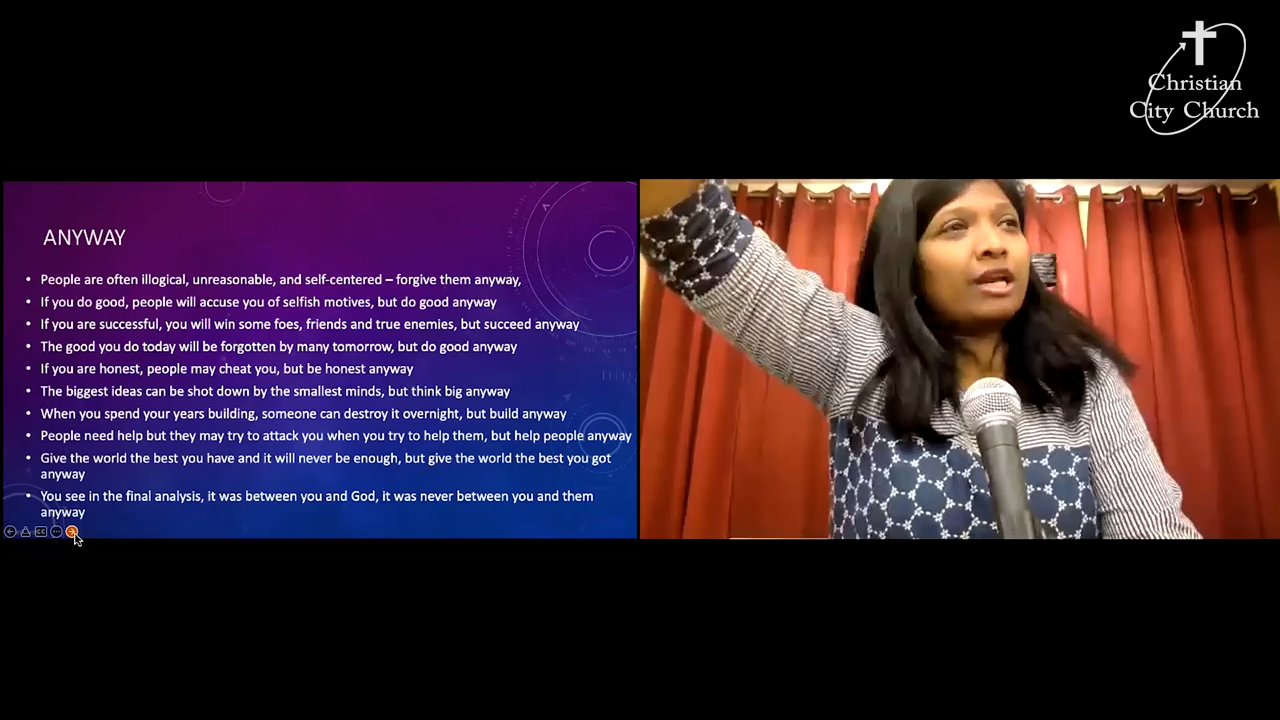 Christian
City Church
ANYWAY
• People are often illogical, unreasonable, and self-centered – forgive them anyway,
• If you do good, people will accuse you of selfish motives, but do good anyway
• If you are successful, you will win some foes, friends and true enemies, but succeed anyway
• The good you do today will be forgotten by many tomorrow, but do good anyway
• If you are honest, people may cheat you, but be honest anyway
• The biggest ideas can be shot down by the smallest minds, but think big anyway
• When you spend your years building, someone can destroy it overnight, but build anyway
• People need help but they may try to attack you when you try to help them, but help people anyway
• Give the world the best you have and it will never be enough, but give the world the best you got
anyway
• You see in the final analysis, it was between you and God, it was never between you and them
anyway
CC